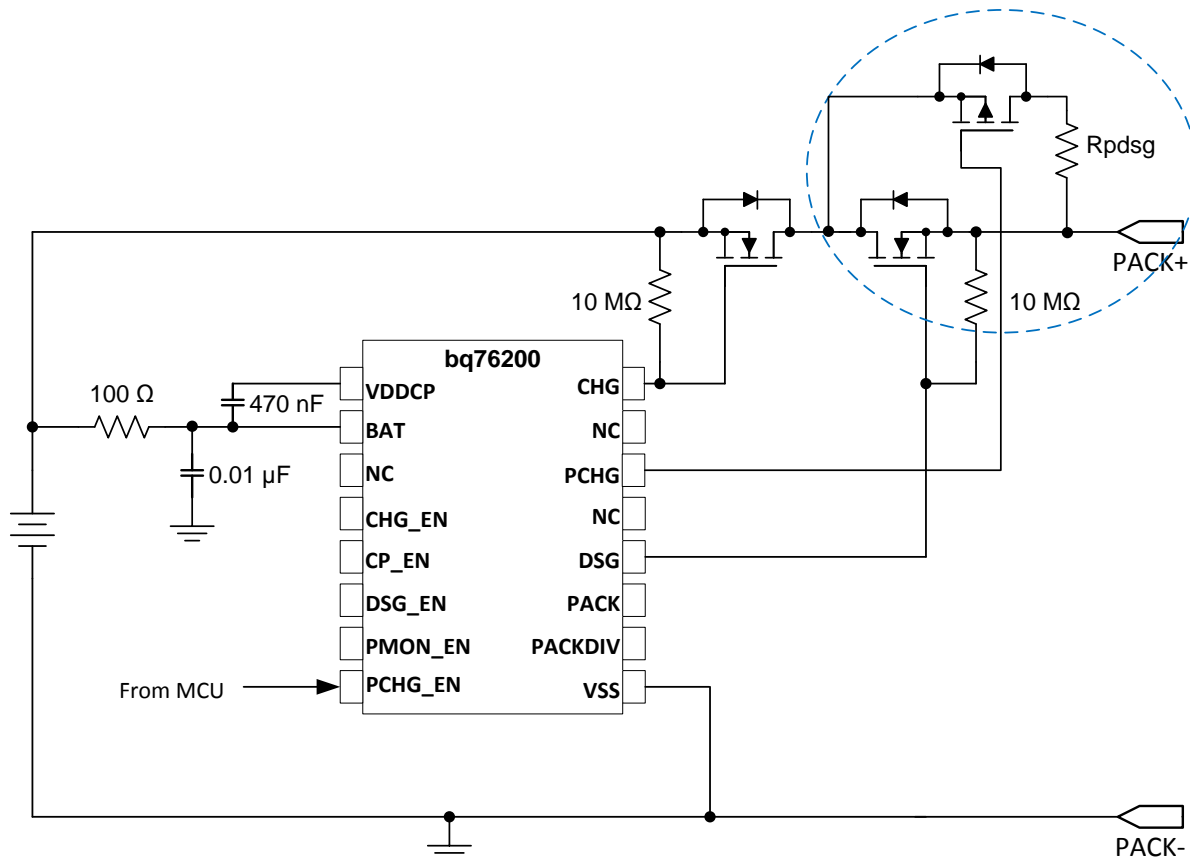 Rpdsg
PACK+
10 MΩ
10 MΩ
bq76200
100 Ω
470 nF
0.01 µF
VDDCP
BAT
NC
CHG_EN
CP_EN
DSG_EN
PMON_EN
PCHG_EN
CHG
NC
PCHG
NC
DSG
PACK
PACKDIV
VSS
From MCU
PACK-